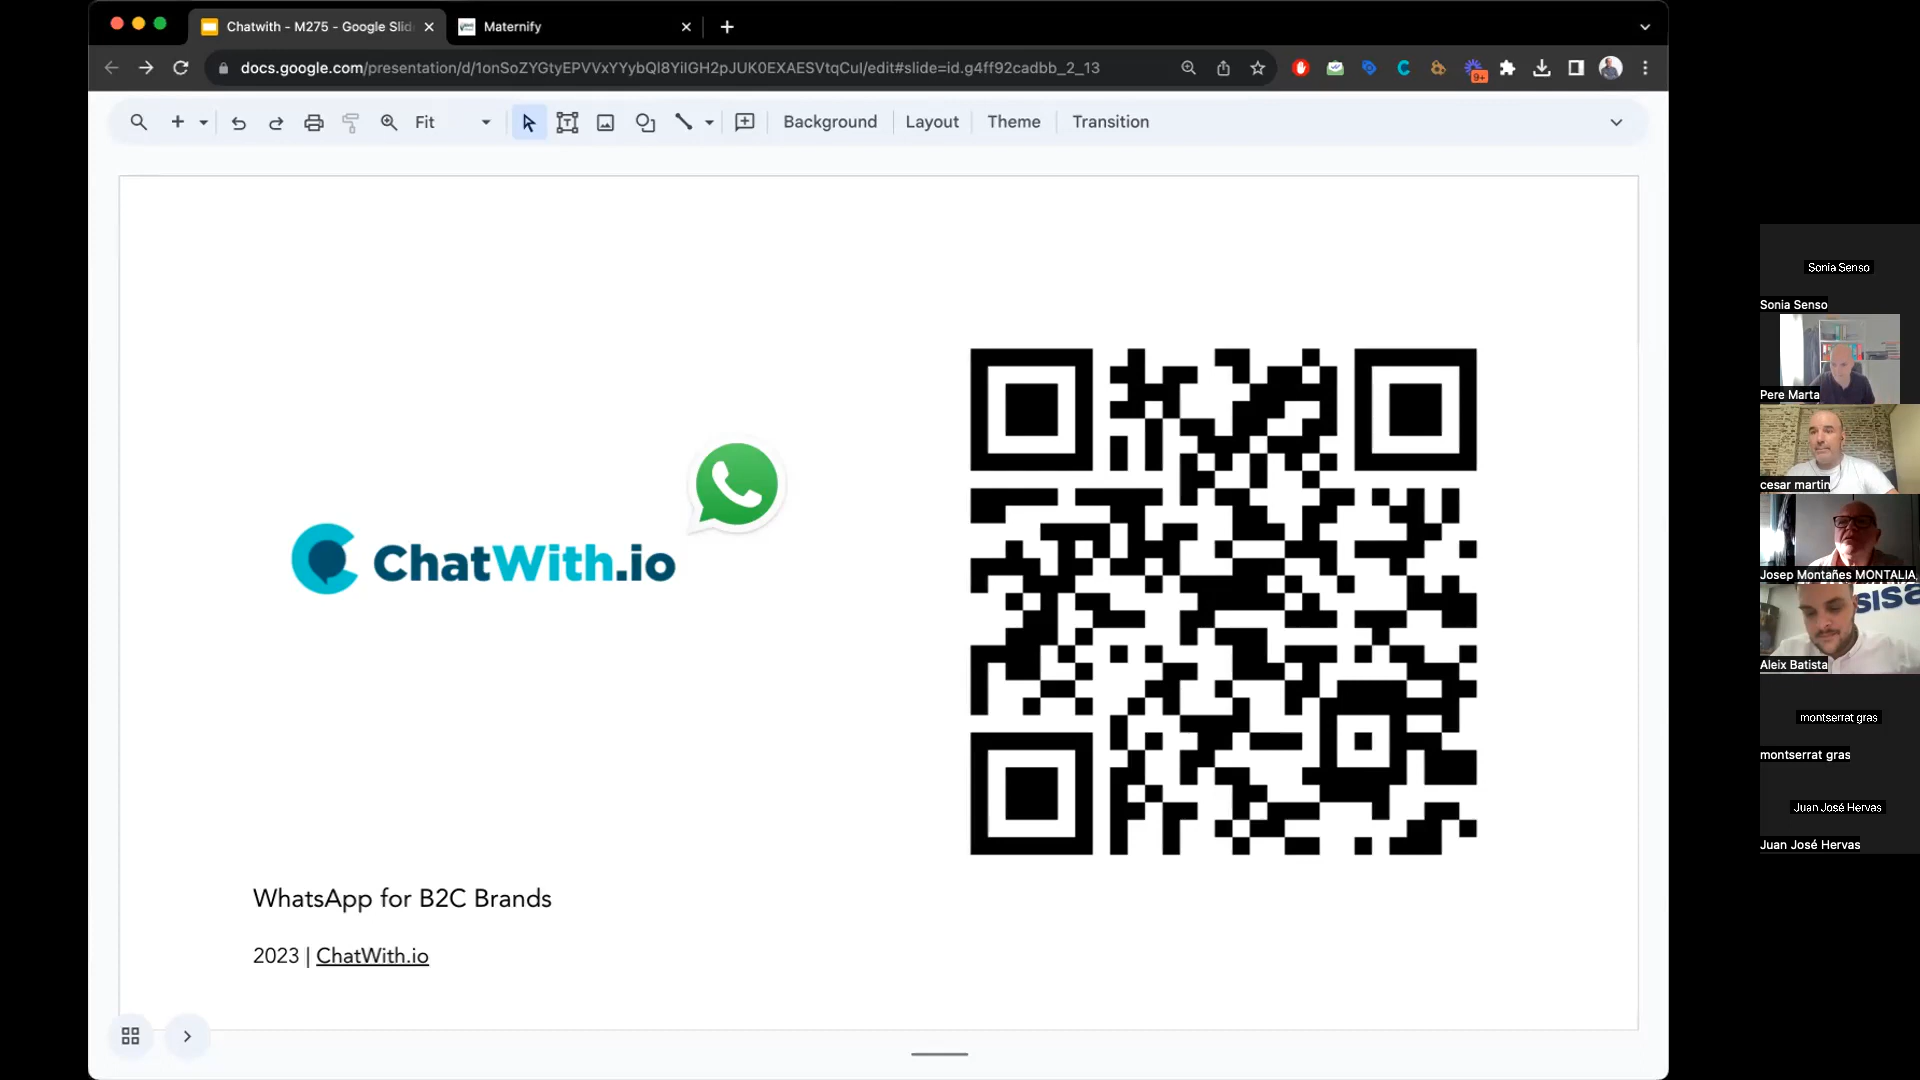 Chatwith - M275 - Google Slid
Maternify
docs.google.com/presentation/d/1onSoZYGtyEPVVxYYybQI8YiIGH2pJUK0EXAESVtqCuI/edit#slide=id.g4ff92cadbb_2_13
9+
Fit
Background
Layout
Theme
Transition
ChatWith.io
WhatsApp for B2C Brands
2023 | ChatWith.io
Sonia Senso
Sonia Senso
Pere Marta
cesar martin
Josep Montañes MONTALIA
Aleix Batista
montserrat gras
montserrat gras
Juan José Hervas
Juan José Hervas